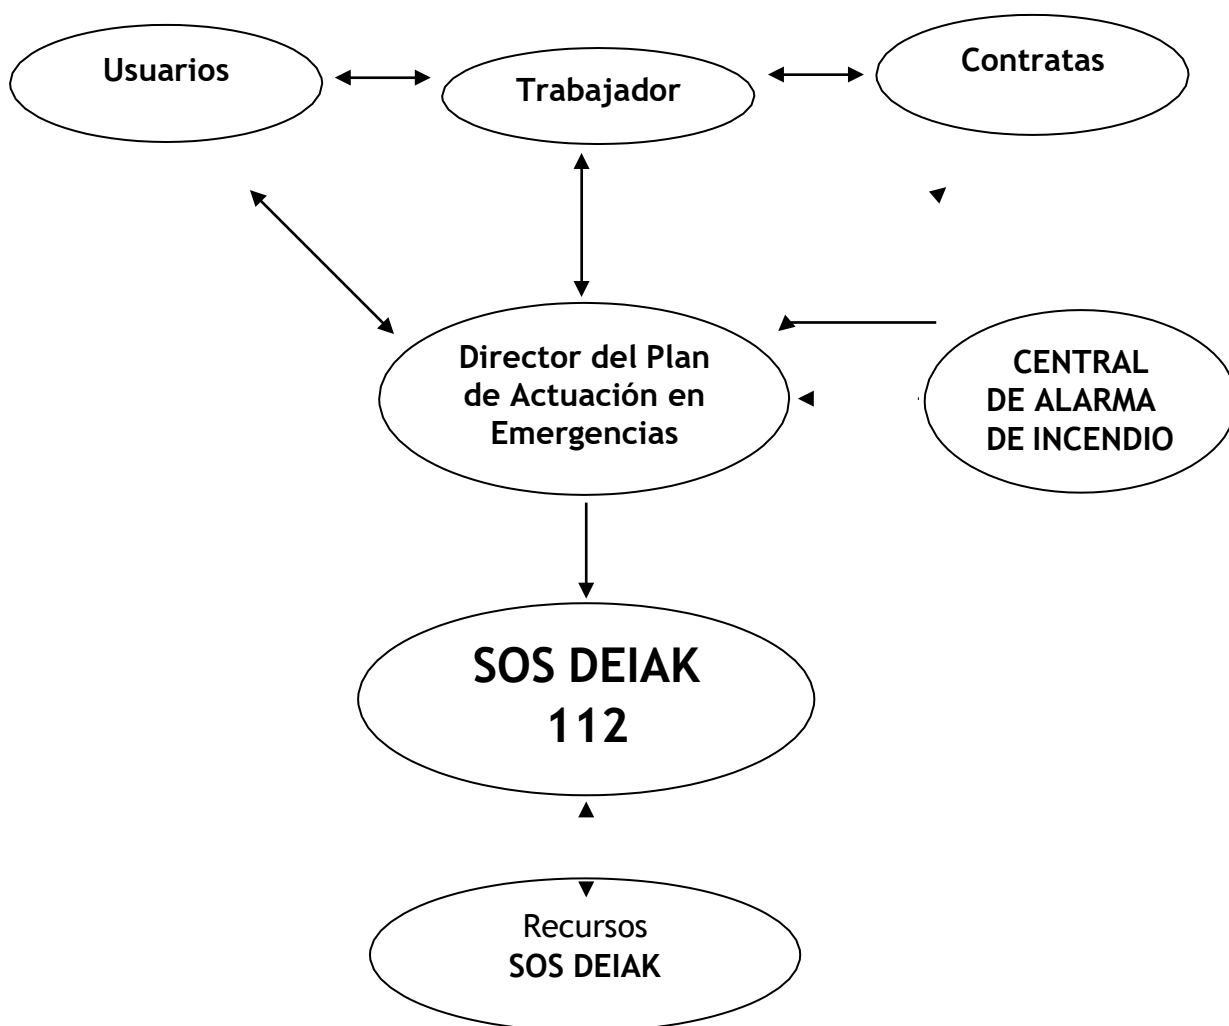 Usuarios
Trabajador
Contratas
Director del Plan
de Actuación en
Emergencias
CENTRAL
DE ALARMA
DE INCENDIO
SOS DEIAK
112
Recursos
SOS DEIAK